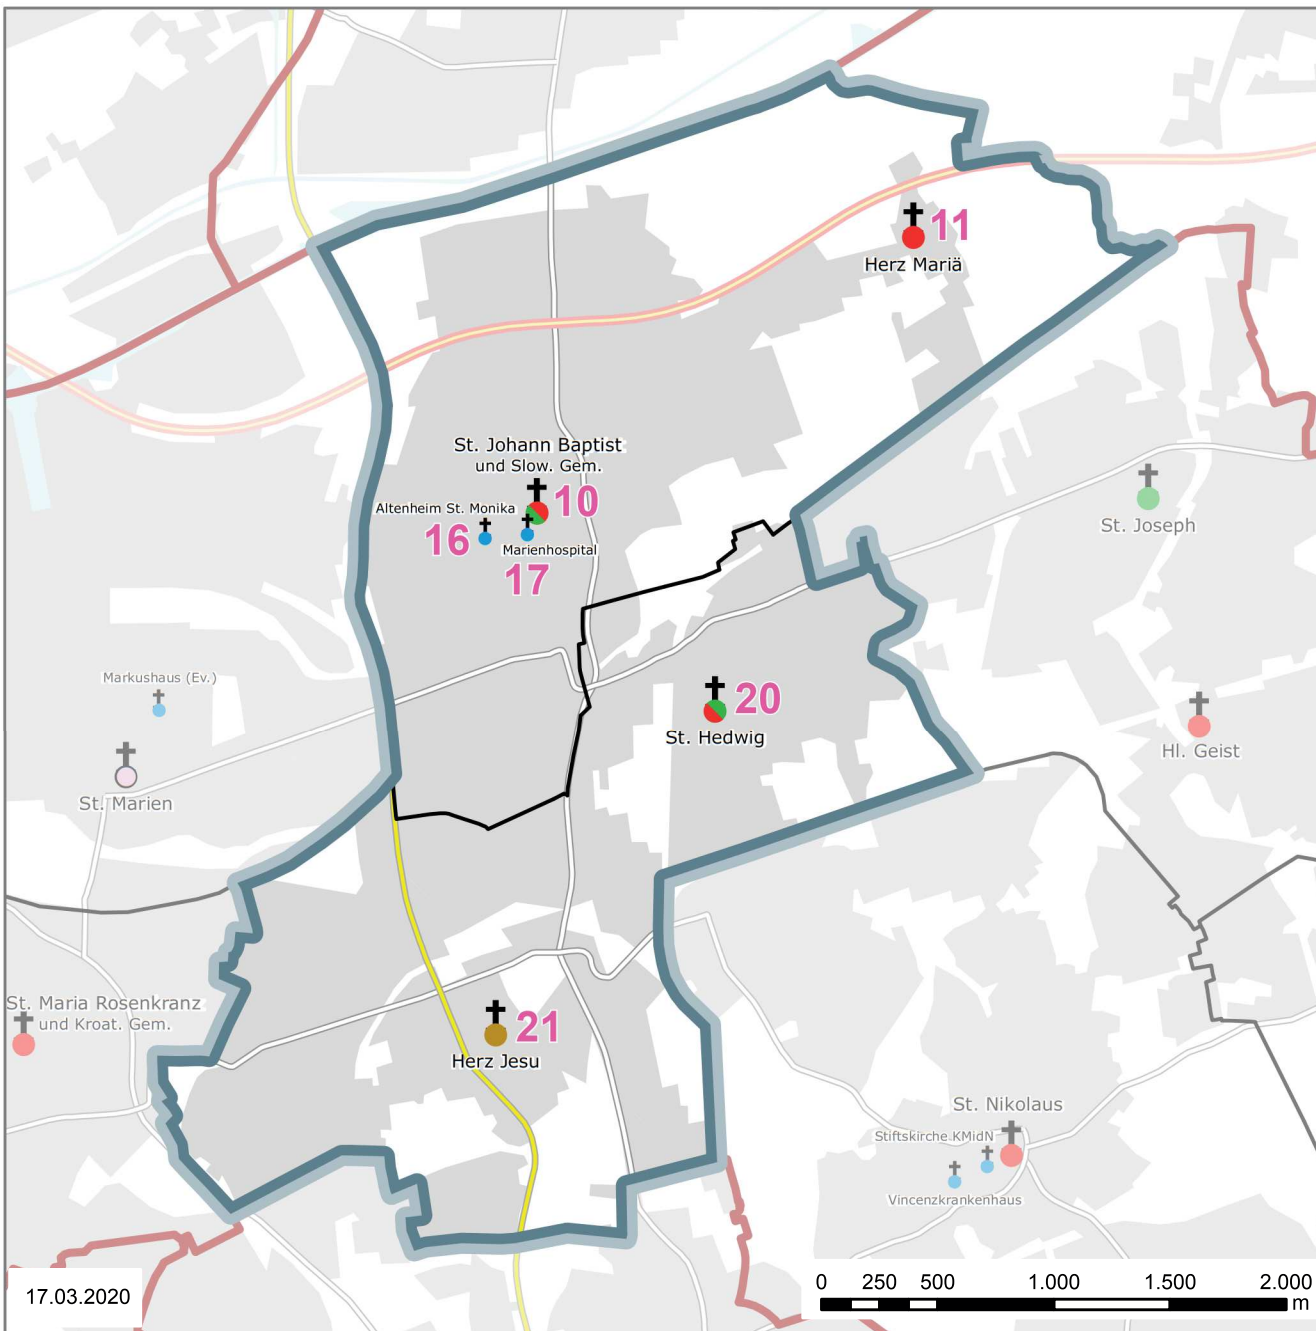 11
Herz Mariä
St. Johann Baptist
und Slow. Gem.
10
Altenheim St. Monika
16
Marienhospital
17
St. Joseph
Markushaus (Ev.)
20
St. Hedwig
Hl. Geist
St. Marien
St. Maria Rosenkranz
und Kroat. Gem.
21
Herz Jesu
St. Nikolaus
Stiftskirche KMidN
Vincenzkrankenhaus
17.03.2020
0 250 500 1.000 1.500 2.000
m